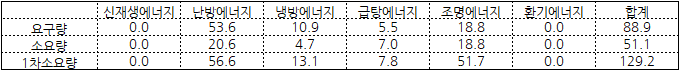 신재생에너지 난방에너지 냉방에너지 급탕에너지 조명에너지 환기에너지 합계
요구량 0.0 53.6 10.9 5.5 18.8 0.0 88.9
소요량 0.0 20.6 4.7 7.0 18.8 0.0 51.1
1차소요량 0.0 56.6 13.1 7.8 51.7 0.0 129.2